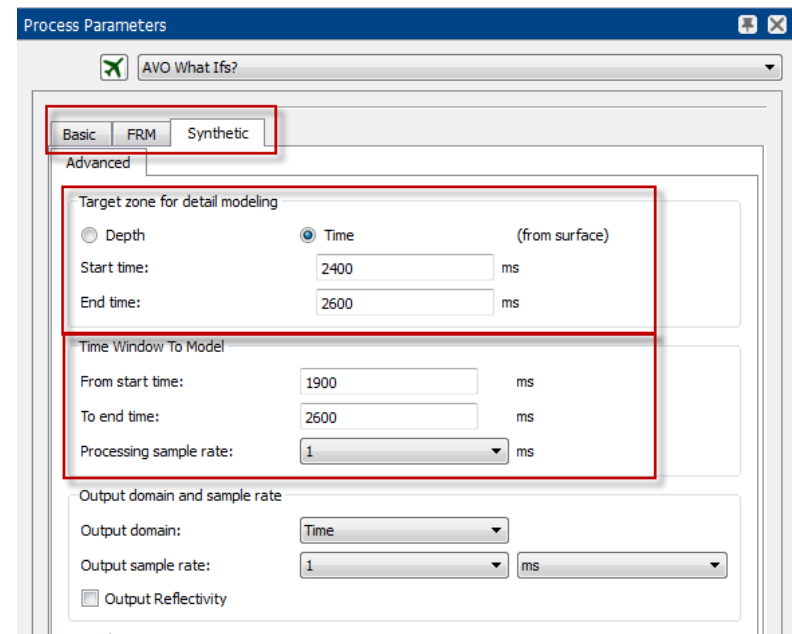 Process Parameters
AVO What Ifs?
Basic FRM Synthetic
Advanced
Target zone for detail modeling
Depth Time (from surface)
Start time: 2400 ms
End time: 2600 ms
Time Window To Model
From start time: 1900 ms
To end time: 2600 ms
Processing sample rate: 1 ms
Output domain and sample rate
Output domain: Time
Output sample rate: 1 ms
Output Reflectivity